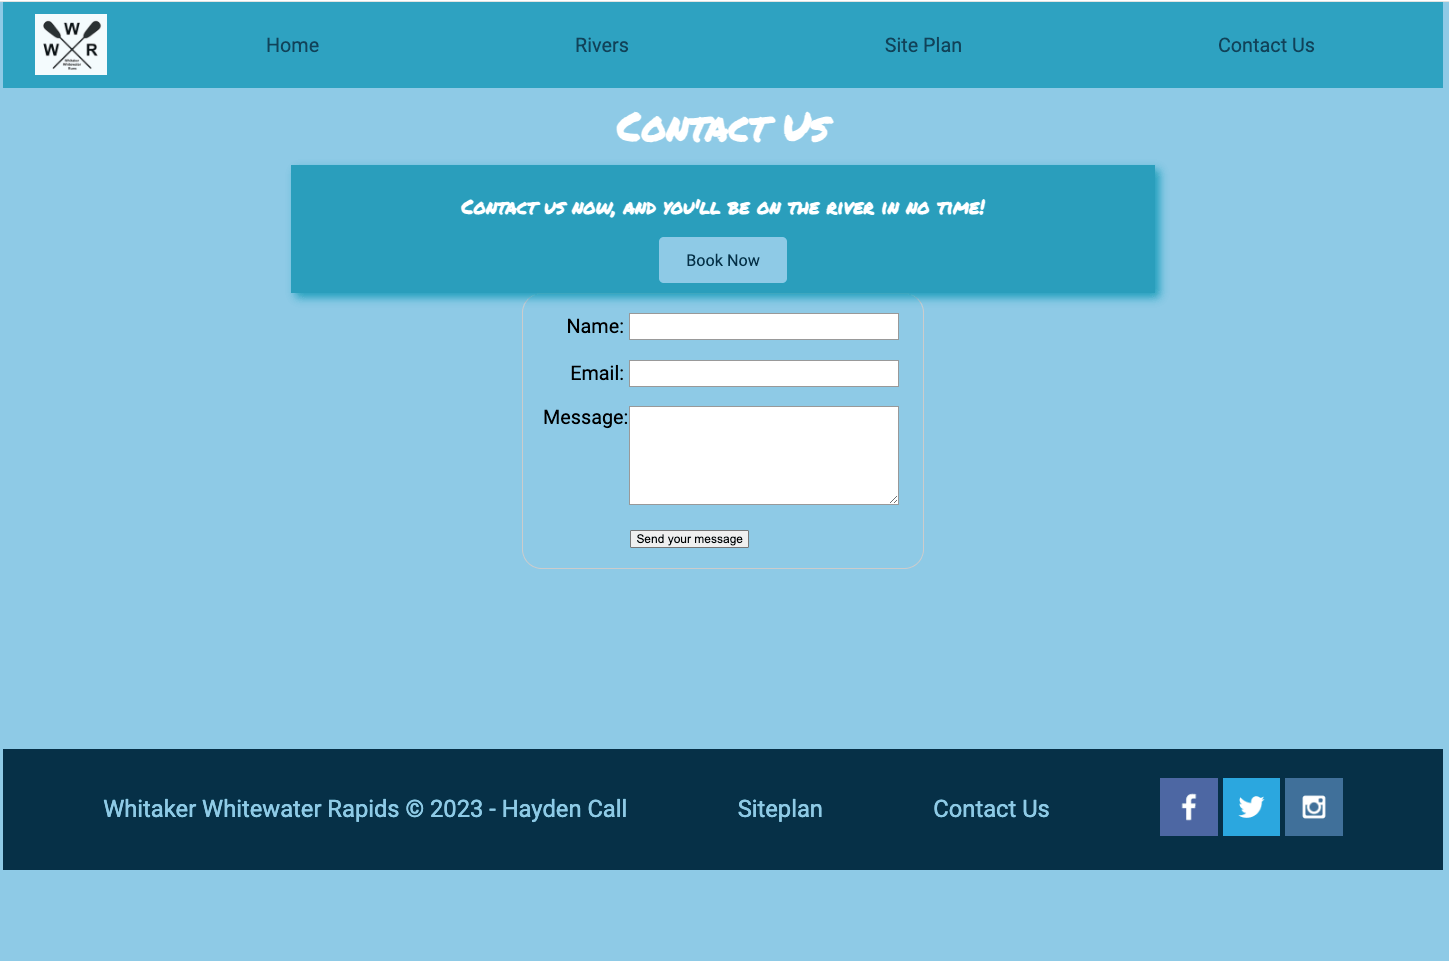 W
W R
Whitaker
Whitewater
Home
Rivers
Site Plan
Contact Us
Contact Us
Contact us now, and you'll be on the river in no time!
Book Now
Name:
Email:
Message:
Send your message
Whitaker Whitewater Rapids © 2023 - Hayden Call
Siteplan
Contact Us